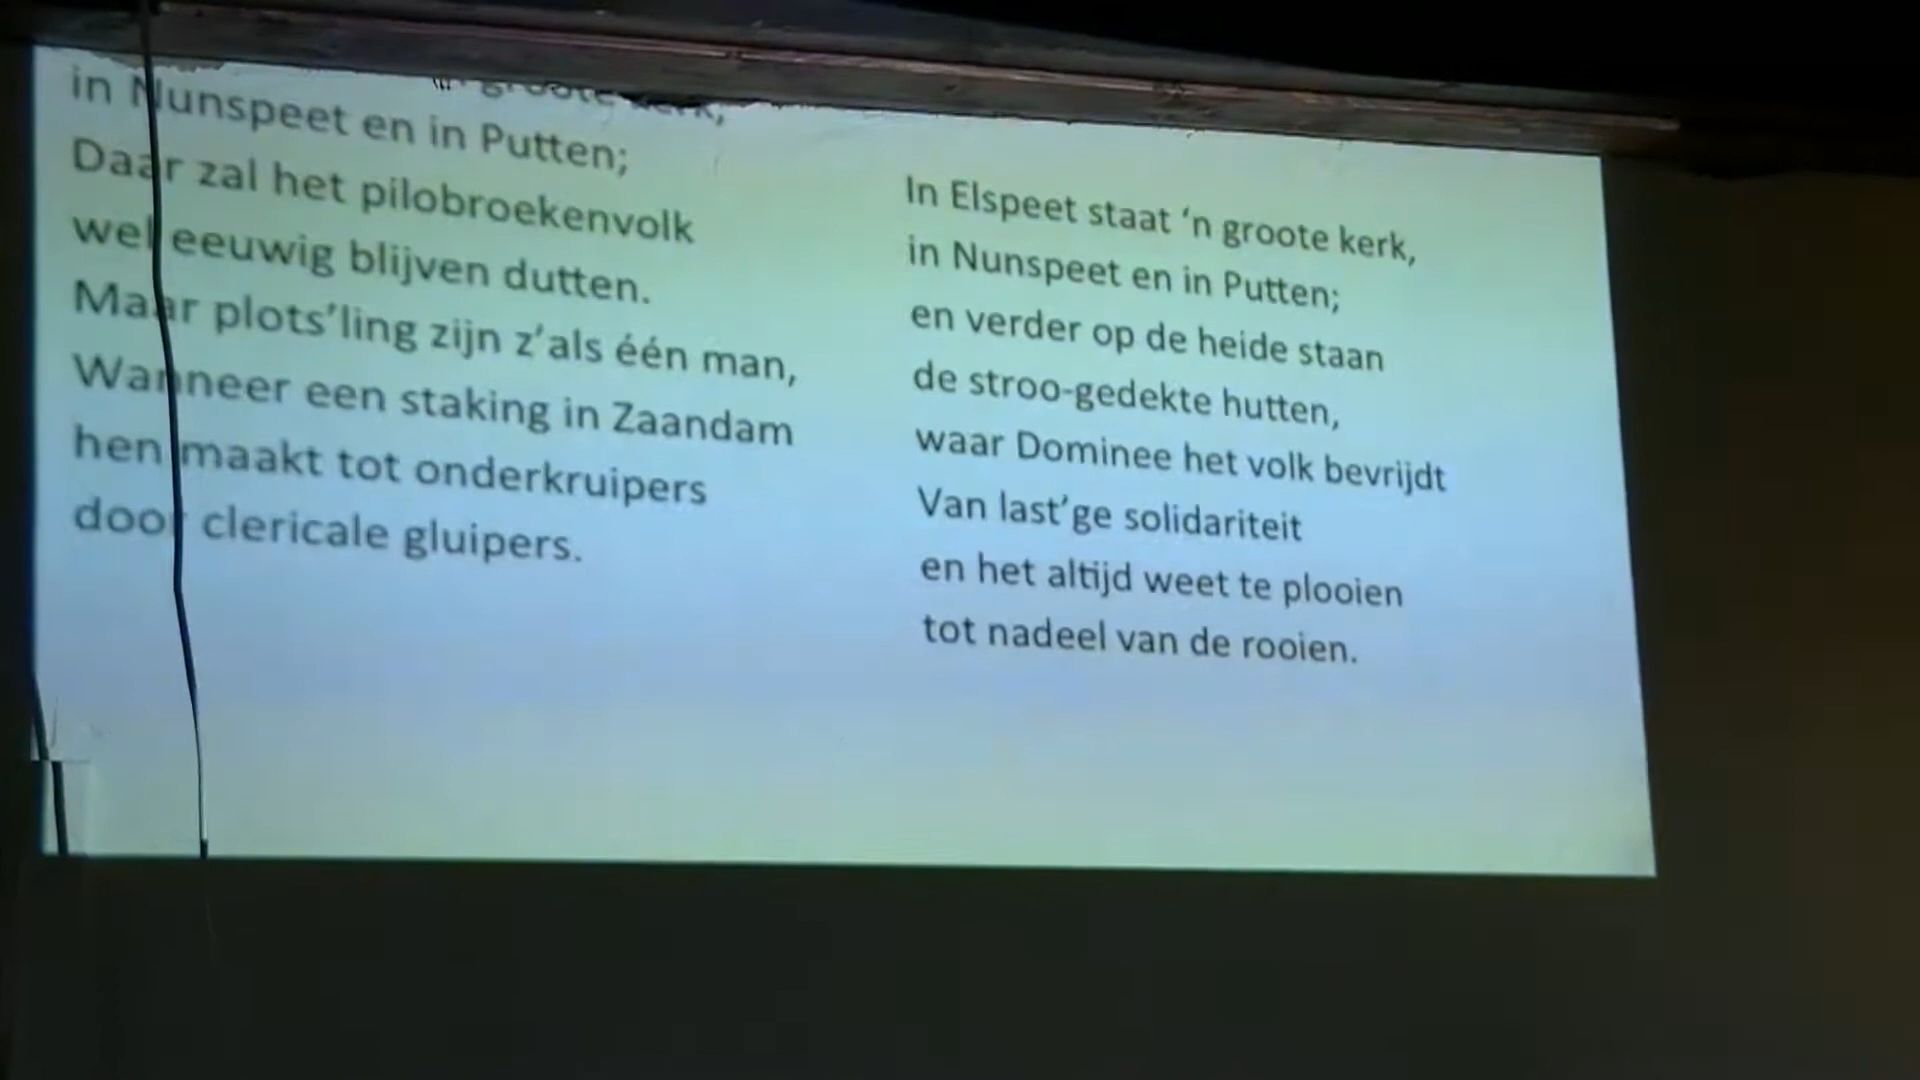 groote kerk,
in Nunspeet en in Putten;
Daar zal het pilobroekenvolk
wel eeuwig blijven dutten.
Maar plots’ling zijn z’als één man,
Wanneer een staking in Zaandam
hen maakt tot onderkruipers
door clericale gluipers.
In Elspeet staat ‘n groote kerk,
in Nunspeet en in Putten;
en verder op de heide staan
de stroo-gedekte hutten,
waar Dominee het volk bevrijdt
Van last’ge solidariteit
en het altijd weet te plooien
tot nadeel van de rooien.